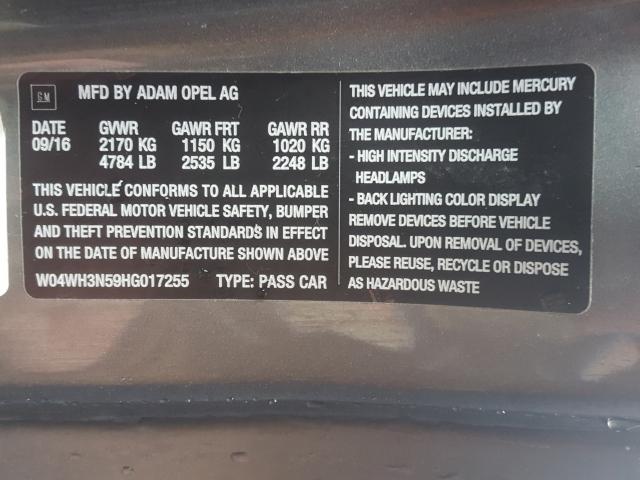 GM
MFD BY ADAM OPEL AG
DATE GVWR GAWR FRT GAWR RR
09/16 2170 KG 1150 KG 1020 KG
4784 LB 2535 LB 2248 LB
THIS VEHICLE CONFORMS TO ALL APPLICABLE
U.S. FEDERAL MOTOR VEHICLE SAFETY, BUMPER
AND THEFT PREVENTION STANDARDS IN EFFECT
ON THE DATE OF MANUFACTURE SHOWN ABOVE
W04WH3N59HG017255 TYPE: PASS CAR
THIS VEHICLE MAY INCLUDE MERCURY
CONTAINING DEVICES INSTALLED BY
THE MANUFACTURER:
- HIGH INTENSITY DISCHARGE
HEADLAMPS
- BACK LIGHTING COLOR DISPLAY
REMOVE DEVICES BEFORE VEHICLE
DISPOSAL. UPON REMOVAL OF DEVICES,
PLEASE REUSE, RECYCLE OR DISPOSE
AS HAZARDOUS WASTE